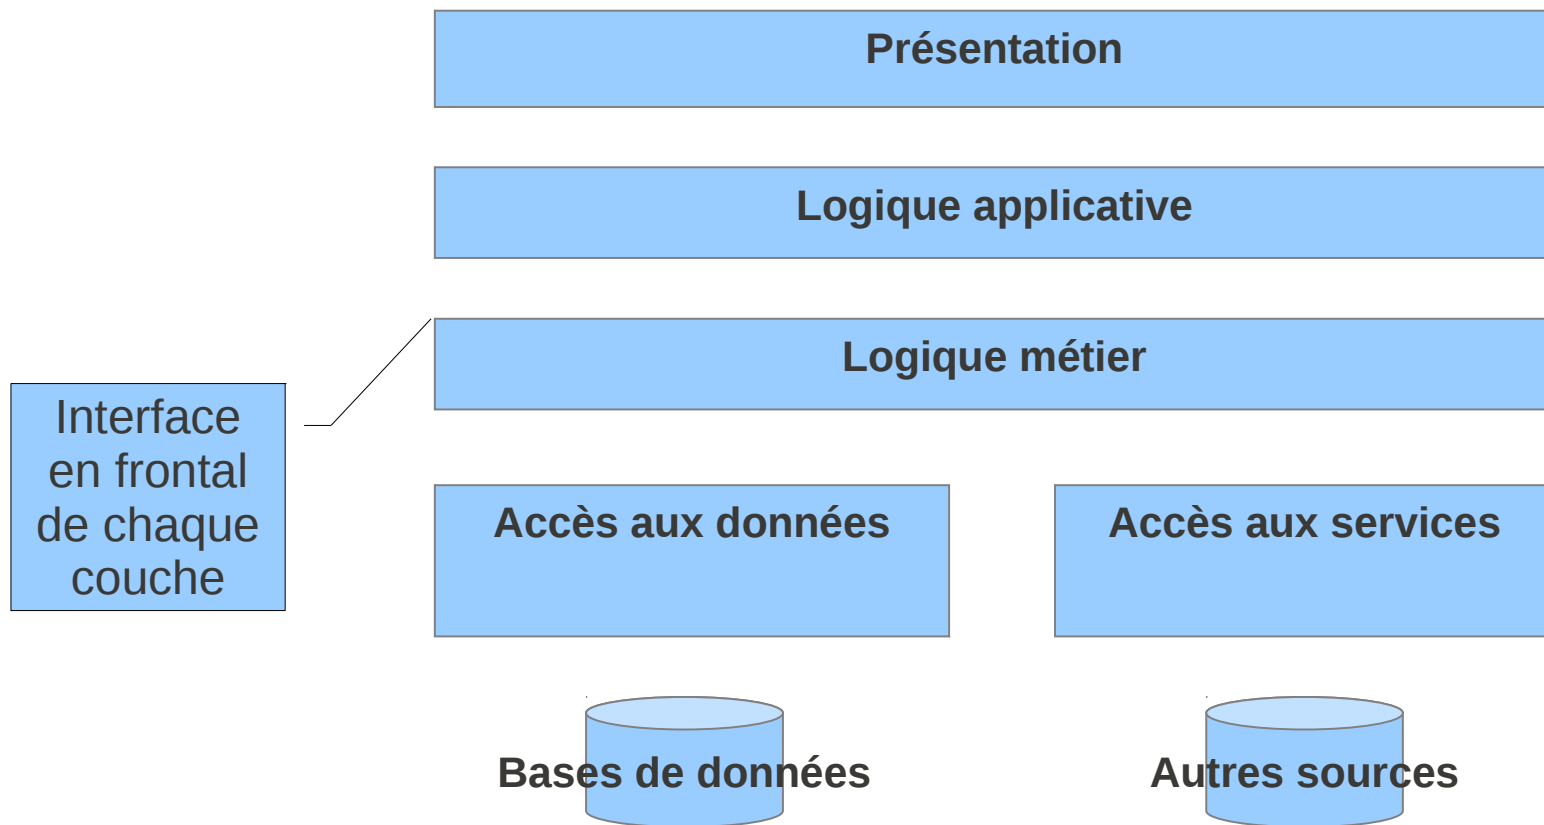 Présentation
Logique applicative
Logique métier
Interface
en frontal
de chaque
couche
Accès aux données
Accès aux services
Bases de données
Autres sources